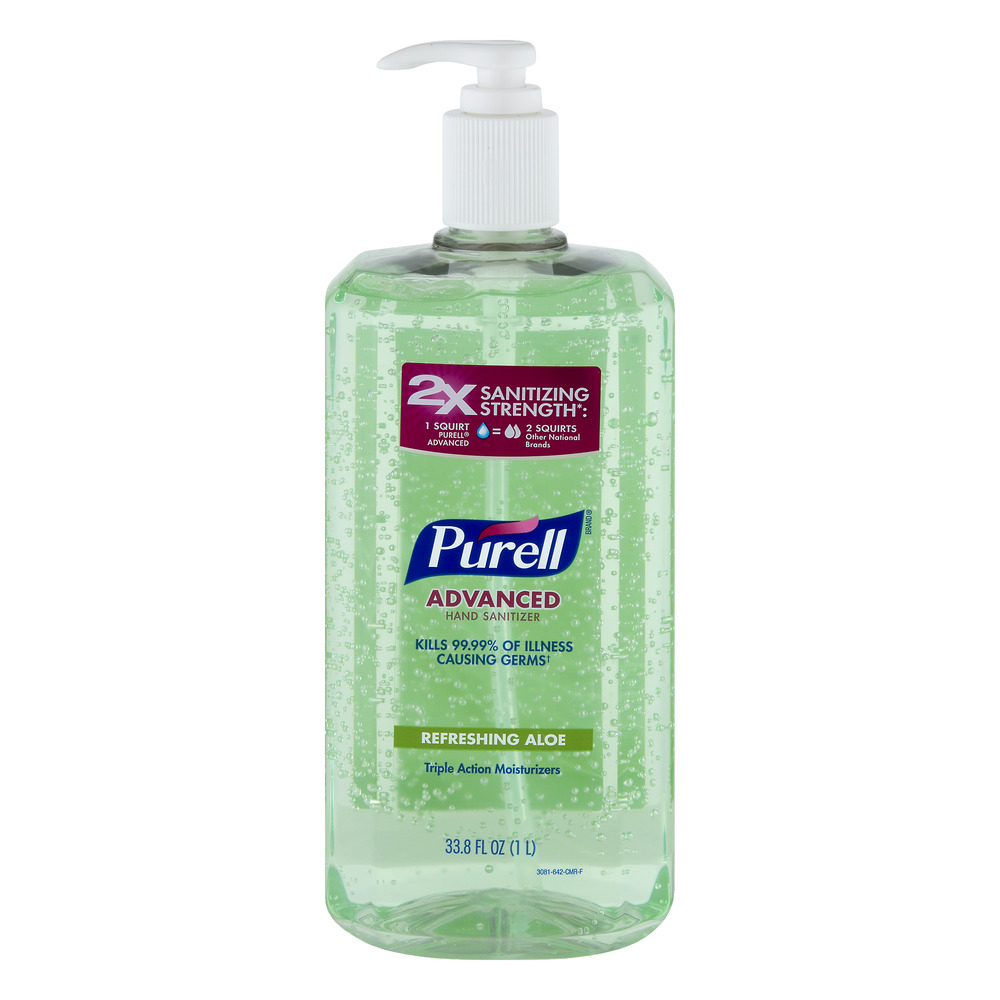 2X SANITIZING
STRENGTH*:
1 SQUIRT
PURELL®
ADVANCED
=
2 SQUIRTS
Other National
Brands
Purell
BRAND®
ADVANCED
HAND SANITIZER
KILLS 99.99% OF ILLNESS
CAUSING GERMS†
REFRESHING ALOE
Triple Action Moisturizers
33.8 FL OZ (1 L)
3081-642-CMR-F